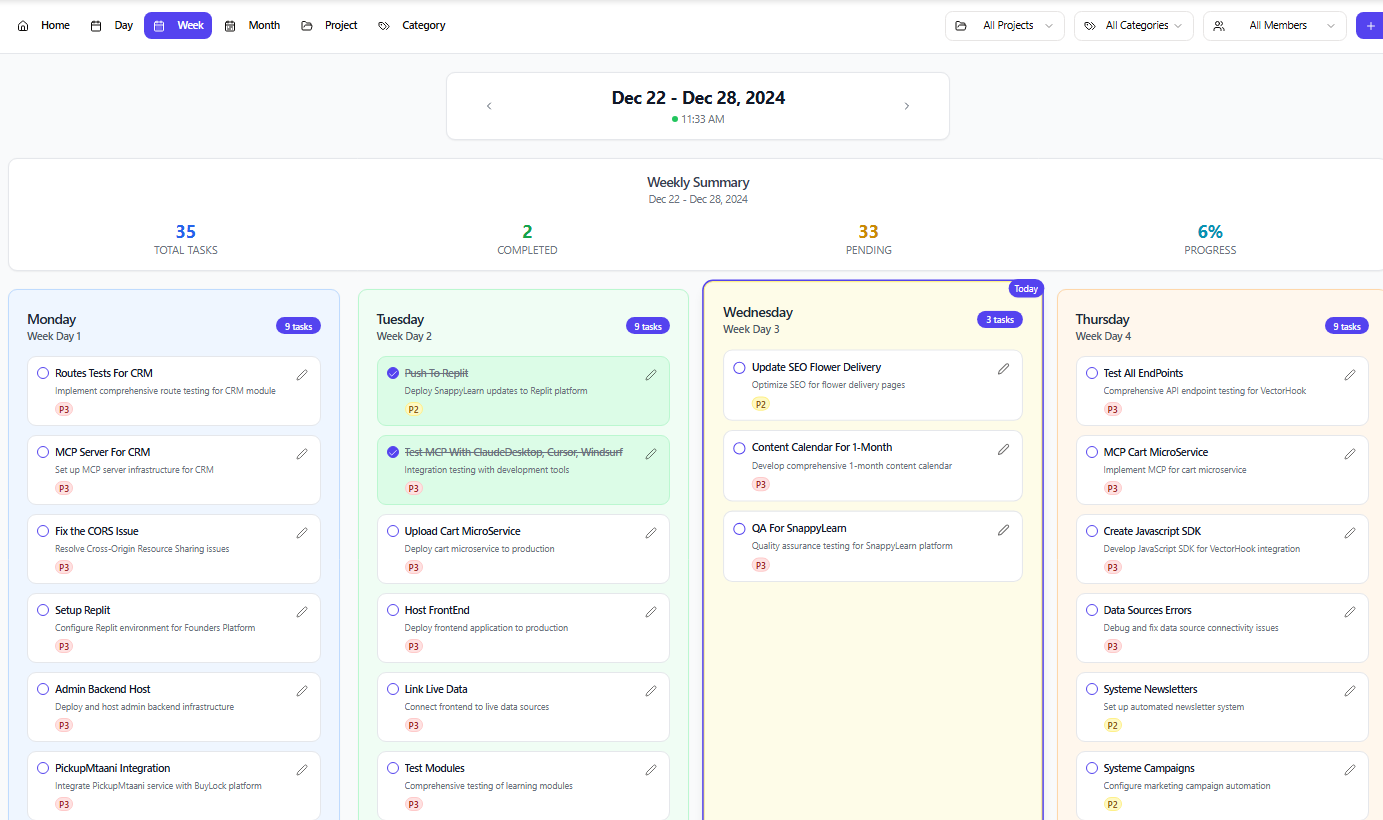 Home Day Week Month Project Category All Projects All Categories All Members +
Dec 22 - Dec 28, 2024
11:33 AM
Weekly Summary
Dec 22 - Dec 28, 2024
35 2 33 6%
TOTAL TASKS COMPLETED PENDING PROGRESS
Monday
Week Day 1
9 tasks
Routes Tests For CRM
Implement comprehensive route testing for CRM module
P3
MCP Server For CRM
Set up MCP server infrastructure for CRM
P3
Fix the CORS Issue
Resolve Cross-Origin Resource Sharing issues
P3
Setup Replit
Configure Replit environment for Founders Platform
P3
Admin Backend Host
Deploy and host admin backend infrastructure
P3
PickupMtaani Integration
Integrate PickupMtaani service with BuyLock platform
P3
Tuesday
Week Day 2
9 tasks
Push To Replit
Deploy SnappyLearn updates to Replit platform
P2
Test MCP With ClaudeDesktop, Cursor, Windsurf
Integration testing with development tools
P3
Upload Cart MicroService
Deploy cart microservice to production
P3
Host FrontEnd
Deploy frontend application to production
P3
Link Live Data
Connect frontend to live data sources
P3
Test Modules
Comprehensive testing of learning modules
P3
Today
Wednesday
Week Day 3
3 tasks
Update SEO Flower Delivery
Optimize SEO for flower delivery pages
P2
Content Calendar For 1-Month
Develop comprehensive 1-month content calendar
P3
QA For SnappyLearn
Quality assurance testing for SnappyLearn platform
P3
Thursday
Week Day 4
9 tasks
Test All EndPoints
Comprehensive API endpoint testing for VectorHook
P3
MCP Cart MicroService
Implement MCP for cart microservice
P3
Create Javascript SDK
Develop JavaScript SDK for VectorHook integration
P3
Data Sources Errors
Debug and fix data source connectivity issues
P3
Systeme Newsletters
Set up automated newsletter system
P2
Systeme Campaigns
Configure marketing campaign automation
P2